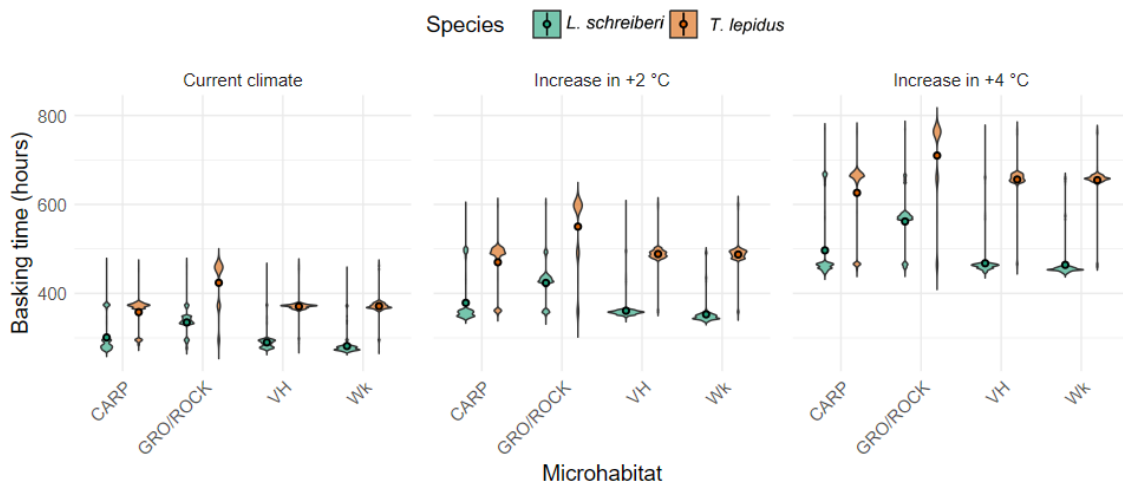 Species L. schreiberi T. lepidus
Current climate
Increase in +2 °C
Increase in +4 °C
Basking time (hours)
800
600
400
CARP
GRO/ROCK
VH
Wk
CARP
GRO/ROCK
VH
Wk
CARP
GRO/ROCK
VH
Wk
Microhabitat